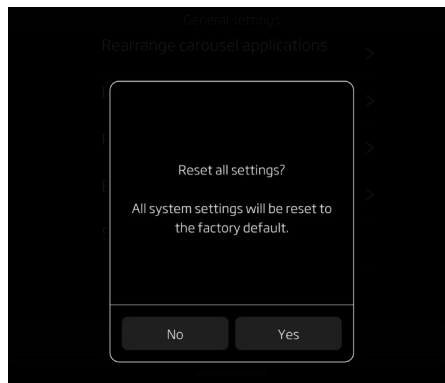 General settings
Rearrange carousel applications
Reset all settings?
All system settings will be reset to
the factory default.
No
Yes